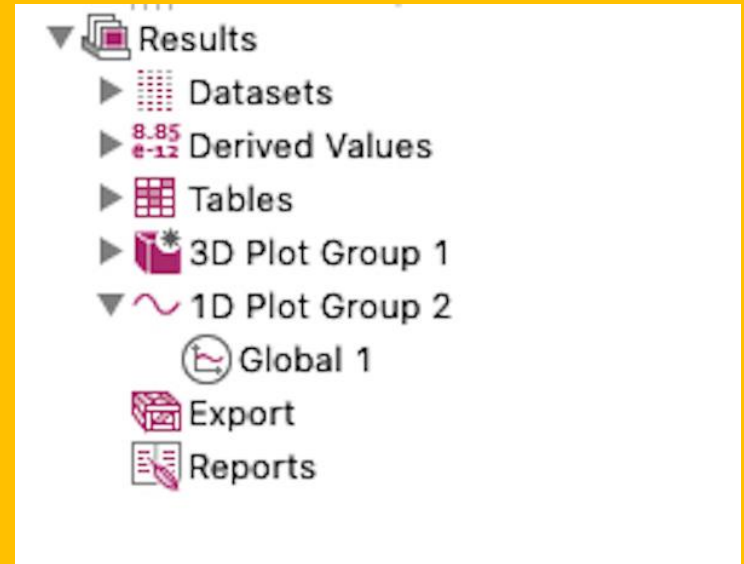 Results
Datasets
8.85
e-12 Derived Values
Tables
3D Plot Group 1
1D Plot Group 2
Global 1
Export
Reports